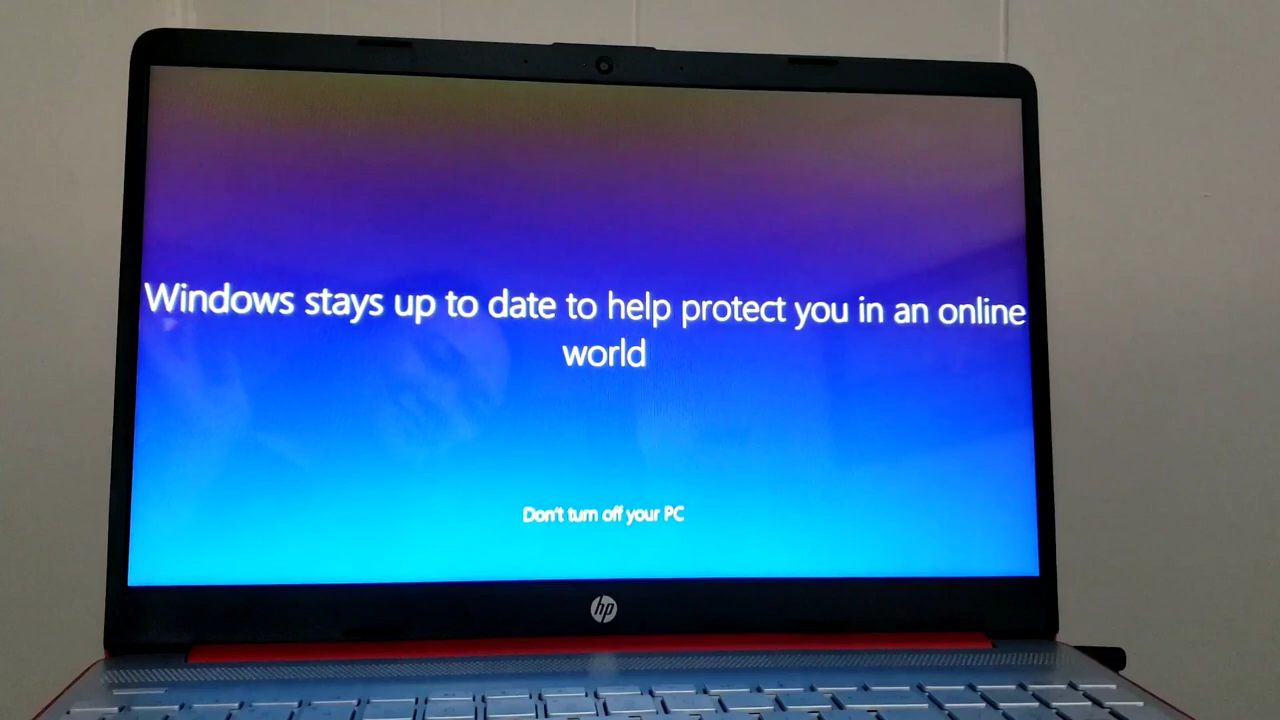 Windows stays up to date to help protect you in an online
world
Don't turn off your PC
hp